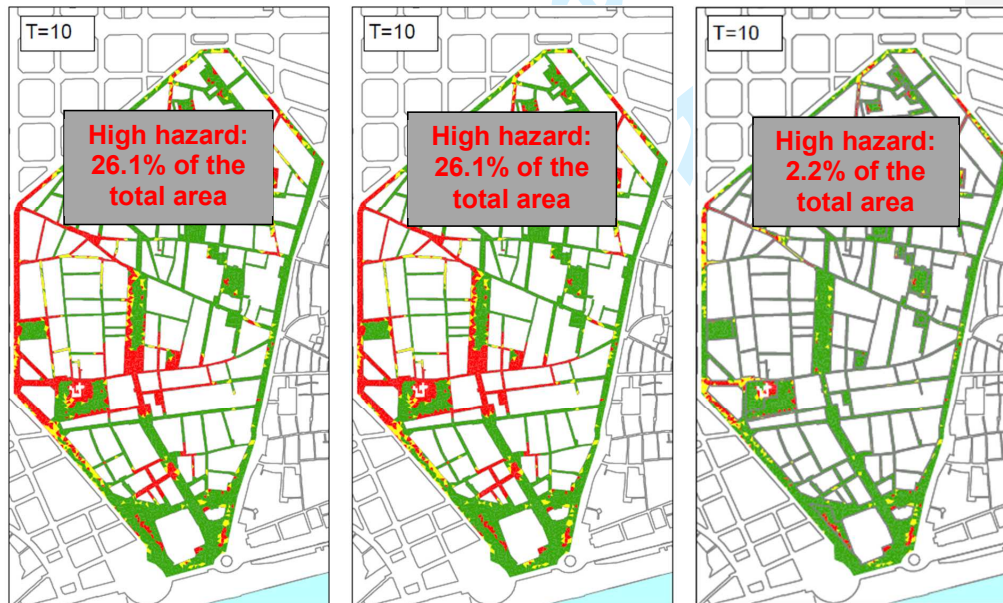 T=10
High hazard:
26.1% of the
total area
T=10
High hazard:
26.1% of the
total area
T=10
High hazard:
2.2% of the
total area